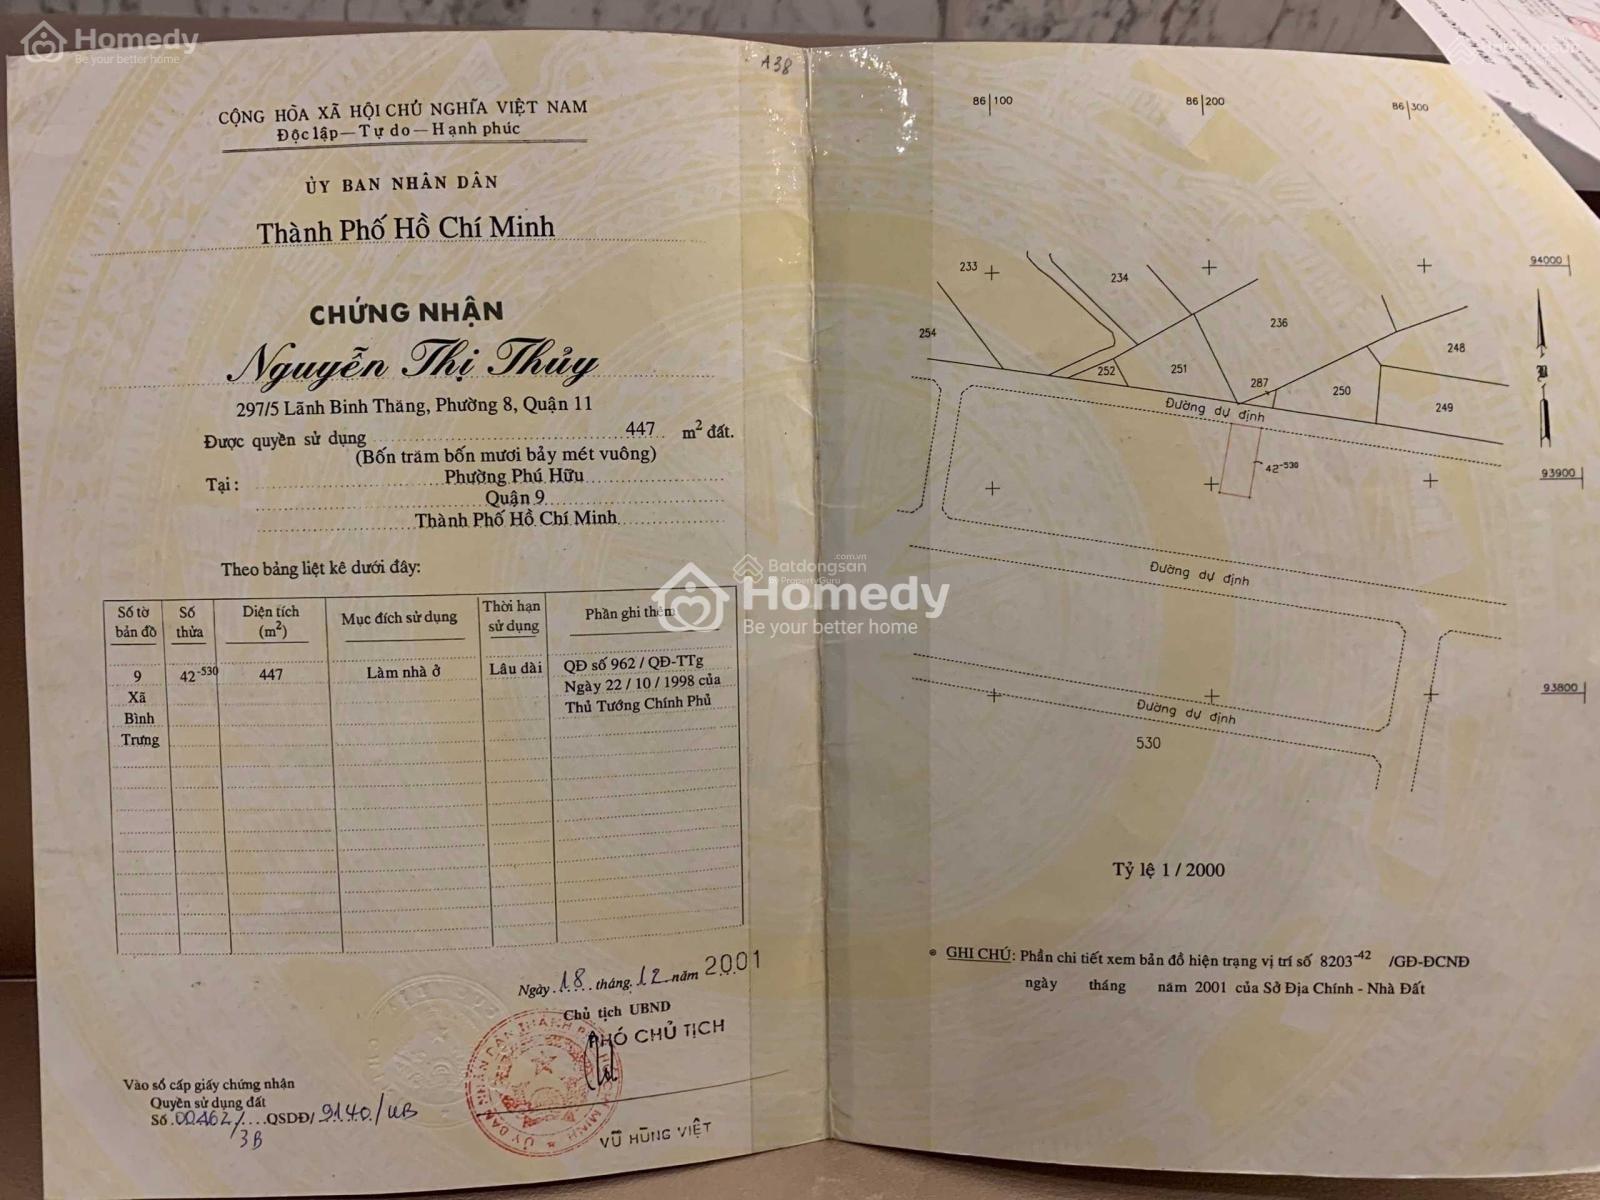 Homedy
Be your better home
A38
CỘNG HÒA XÃ HỘI CHỦ NGHĨA VIỆT NAM
Độc lập — Tự do — Hạnh phúc
ỦY BAN NHÂN DÂN
Thành Phố Hồ Chí Minh
CHỨNG NHẬN
Nguyễn Thị Thủy
297/5 Lãnh Binh Thăng, Phường 8, Quận 11
Được quyền sử dụng 447 m² đất.
(Bốn trăm bốn mươi bảy mét vuông)
Tại: Phường Phú Hữu
Quận 9
Thành Phố Hồ Chí Minh
Theo bảng liệt kê dưới đây:
Số tờ bản đồ | Số thửa | Diện tích (m²) | Mục đích sử dụng | Thời hạn sử dụng | Phần ghi thêm
9 | 42-530 | 447 | Làm nhà ở | Lâu dài | QĐ số 962 / QĐ-TTg
Xã | Ngày 22 / 10 / 1998 của
Bình | Thủ Tướng Chính Phủ
Trưng
Ngày 18 tháng 12 năm 2001
Chủ tịch UBND
PHÓ CHỦ TỊCH
VŨ HÙNG VIỆT
Vào sổ cấp giấy chứng nhận
Quyền sử dụng đất
Số 00462/ QSDĐ/ 9140/UB
3B
86 100
86 200
86 300
94000
233
234
236
254
252
251
287
250
248
249
Đường dự định
42-530
93900
Đường dự định
93800
Đường dự định
530
Tỷ lệ 1 / 2000
GHI CHÚ: Phần chi tiết xem bản đồ hiện trạng vị trí số 8203-42 /GĐ-ĐCNĐ
ngày tháng năm 2001 của Sở Địa Chính - Nhà Đất
Batdongsan.com.vn
by PropertyGuru
Homedy
Be your better home